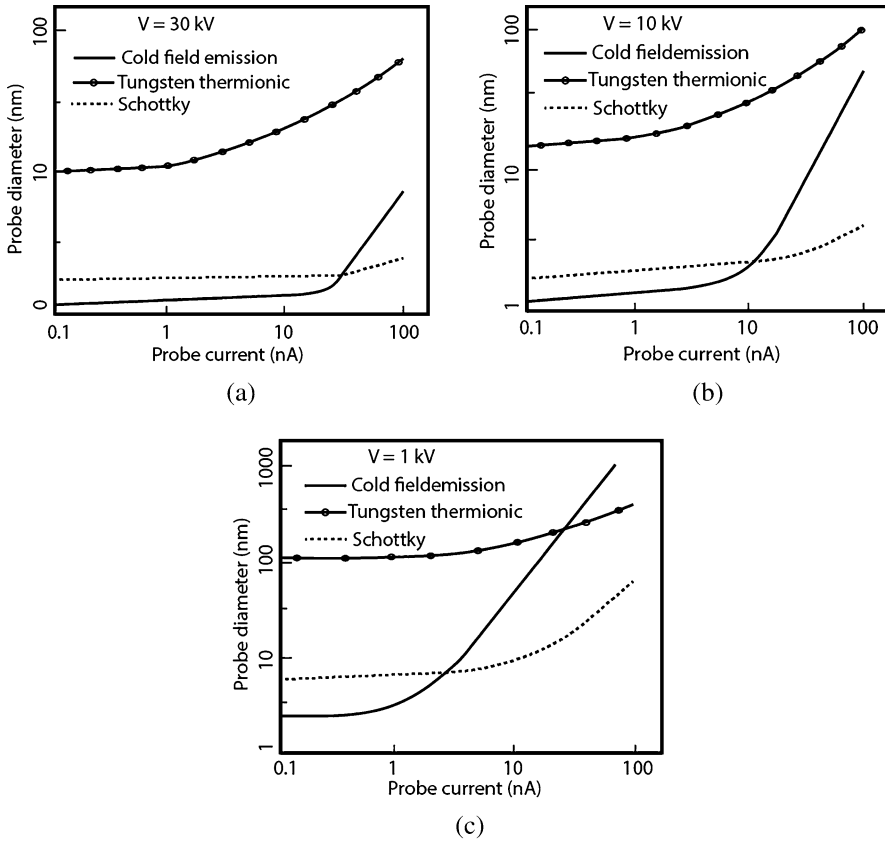 V = 30 kV
Cold field emission
Tungsten thermionic
Schottky
Probe diameter (nm)
100
10
0
0.1
1
10
100
Probe current (nA)
(a)
V = 10 kV
Cold fieldemission
Tungsten thermionic
Schottky
Probe diameter (nm)
100
10
1
0.1
1
10
100
Probe current (nA)
(b)
V = 1 kV
Cold fieldemission
Tungsten thermionic
Schottky
Probe diameter (nm)
1000
100
10
1
0.1
1
10
100
Probe current (nA)
(c)